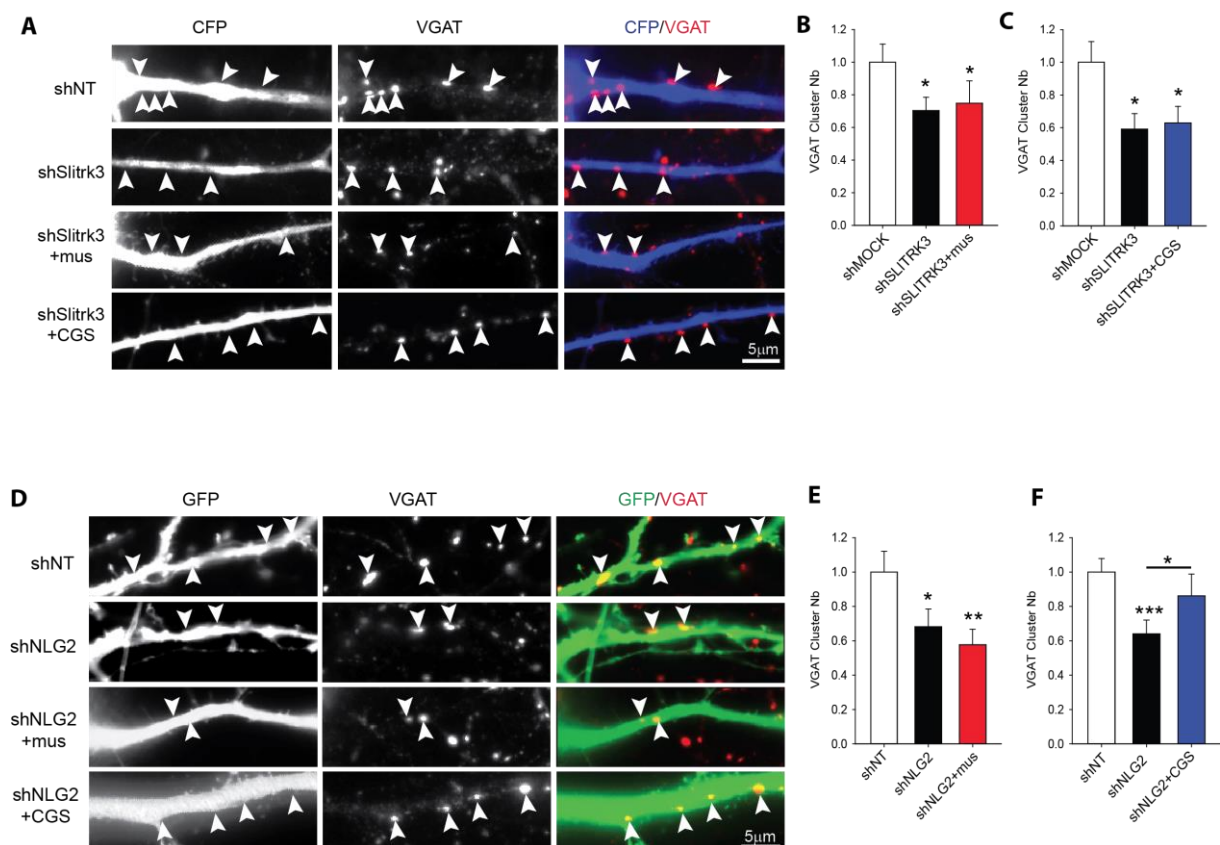 A
CFP
VGAT
CFP/VGAT
shNT
shSlitrk3
shSlitrk3
+mus
shSlitrk3
+CGS
5μm
B
VGAT Cluster Nb
1.2
1.0
0.8
0.6
0.4
0.2
0.0
*
*
shMOCK
shSLITRK3
shSLITRK3+mus
C
VGAT Cluster Nb
1.2
1.0
0.8
0.6
0.4
0.2
0.0
*
*
shMOCK
shSLITRK3
shSLITRK3+CGS
D
GFP
VGAT
GFP/VGAT
shNT
shNLG2
shNLG2
+mus
shNLG2
+CGS
5μm
E
VGAT Cluster Nb
1.2
1.0
0.8
0.6
0.4
0.2
0.0
*
**
shNT
shNLG2
shNLG2+mus
F
VGAT Cluster Nb
1.2
1.0
0.8
0.6
0.4
0.2
0.0
***
*
shNT
shNLG2
shNLG2+CGS